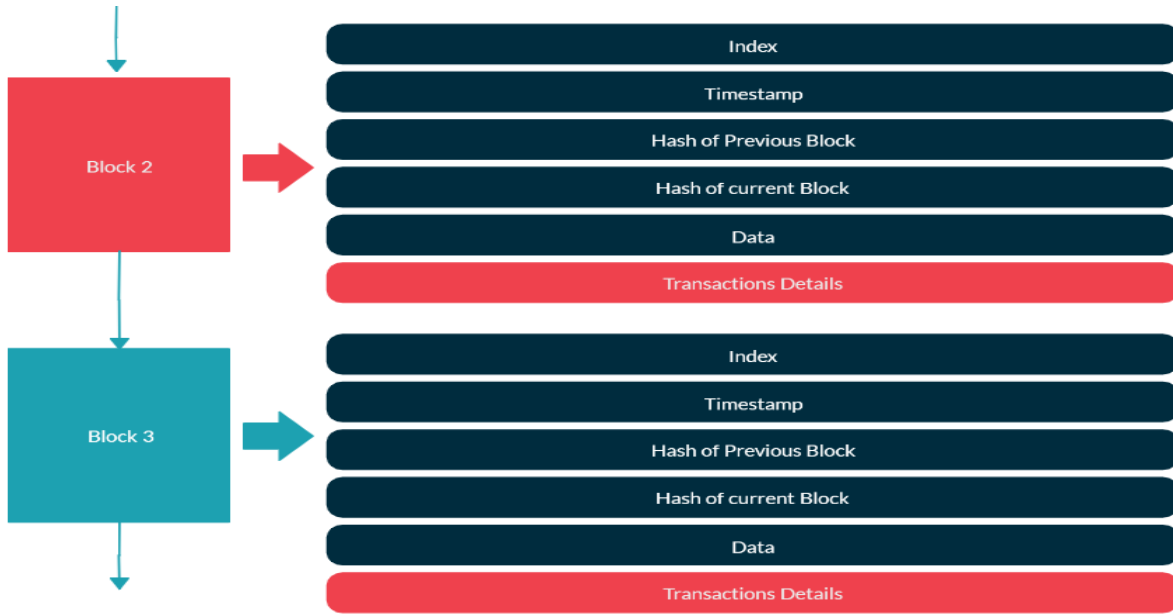 Block 2
Index
Timestamp
Hash of Previous Block
Hash of current Block
Data
Transactions Details
Block 3
Index
Timestamp
Hash of Previous Block
Hash of current Block
Data
Transactions Details